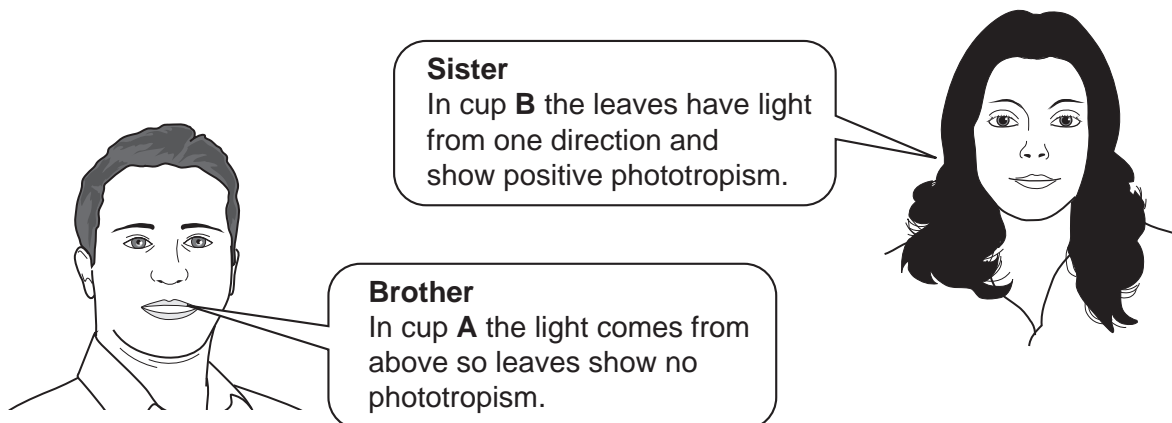 Sister
In cup B the leaves have light
from one direction and
show positive phototropism.
Brother
In cup A the light comes from
above so leaves show no
phototropism.